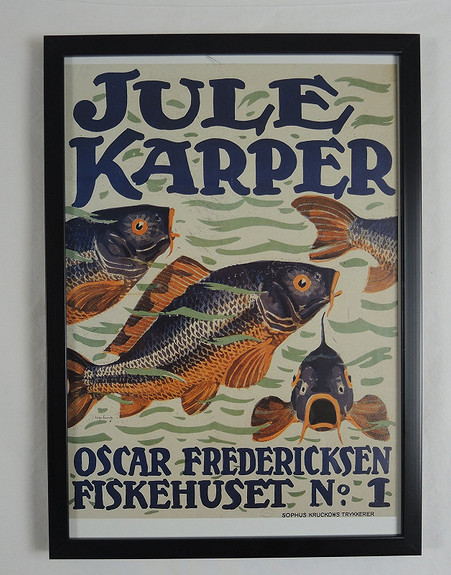 JULE
KARPER
OSCAR FREDERICKSEN
FISKEHUSET No. 1
SOPHUS KRUCKOWS TRYKKERIER